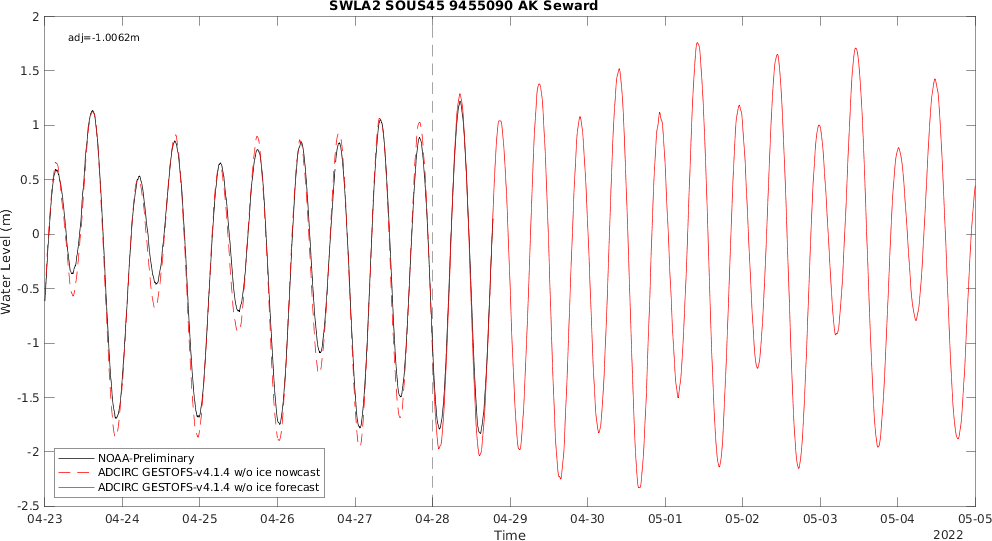 SWLA2 SOUS45 9455090 AK Seward
adj=-1.0062m
2
1.5
1
0.5
0
-0.5
-1
-1.5
-2
-2.5
Water Level (m)
NOAA-Preliminary
ADCIRC GESTOFS-v4.1.4 w/o ice nowcast
ADCIRC GESTOFS-v4.1.4 w/o ice forecast
04-23 04-24 04-25 04-26 04-27 04-28 04-29 04-30 05-01 05-02 05-03 05-04 05-05
Time
2022